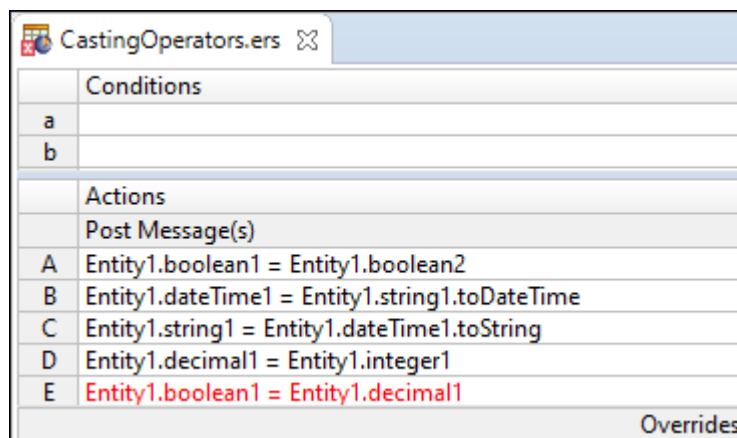 CastingOperators.ers
Conditions
a
b
Actions
Post Message(s)
A Entity1.boolean1 = Entity1.boolean2
B Entity1.dateTime1 = Entity1.string1.toDateTime
C Entity1.string1 = Entity1.dateTime1.toString
D Entity1.decimal1 = Entity1.integer1
E Entity1.boolean1 = Entity1.decimal1
Overrides